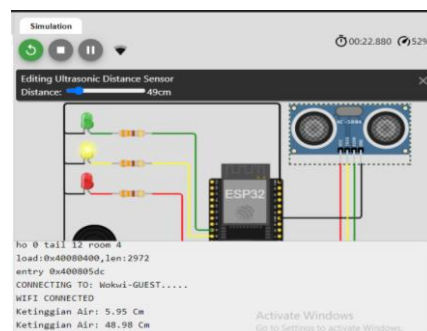 Simulation
00:22.880 52%
Editing Ultrasonic Distance Sensor
Distance: 49cm
HC-SR04
ESP32
ho 0 tail 12 room 4
load:0x40080400,len:2972
entry 0x400805dc
CONNECTING TO: Wokwi-GUEST.....
WIFI CONNECTED
Ketinggian Air: 5.95 Cm
Ketinggian Air: 48.98 Cm
Activate Windows
Go to Settings to activate Windows.